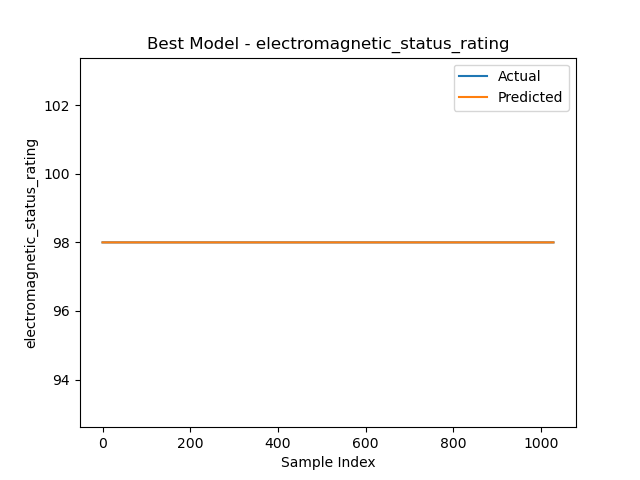 Best Model - electromagnetic_status_rating
Actual
Predicted
102
100
98
96
94
electromagnetic_status_rating
0
200
400
600
800
1000
Sample Index